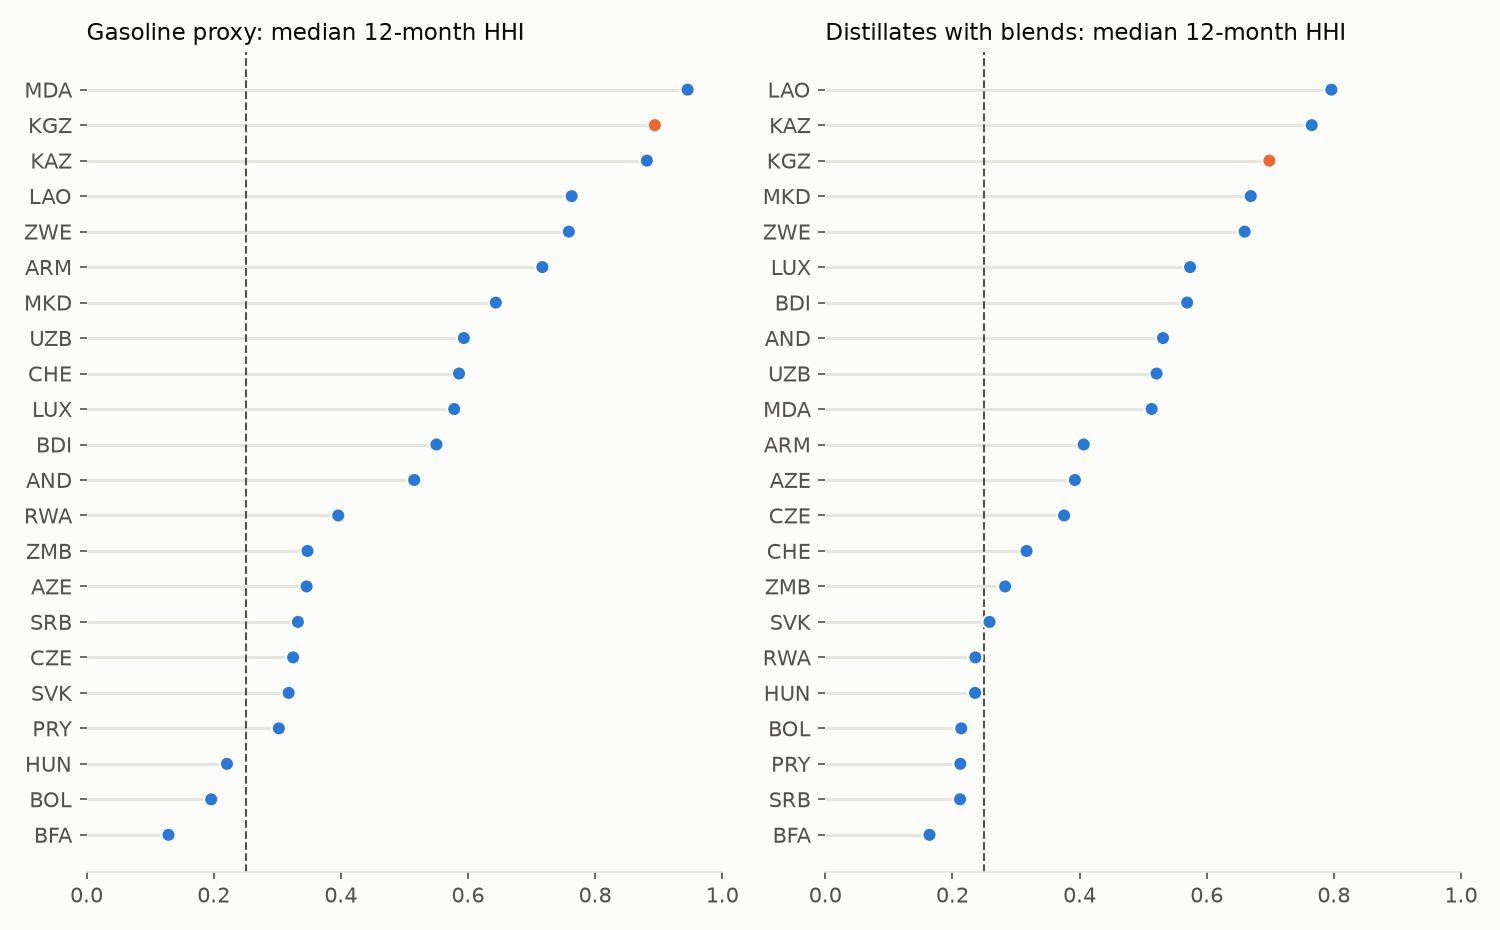 Gasoline proxy: median 12-month HHI
MDA
KGZ
KAZ
LAO
ZWE
ARM
MKD
UZB
CHE
LUX
BDI
AND
RWA
ZMB
AZE
SRB
CZE
SVK
PRY
HUN
BOL
BFA
0.0 0.2 0.4 0.6 0.8 1.0
Distillates with blends: median 12-month HHI
LAO
KAZ
KGZ
MKD
ZWE
LUX
BDI
AND
UZB
MDA
ARM
AZE
CZE
CHE
ZMB
SVK
RWA
HUN
BOL
PRY
SRB
BFA
0.0 0.2 0.4 0.6 0.8 1.0